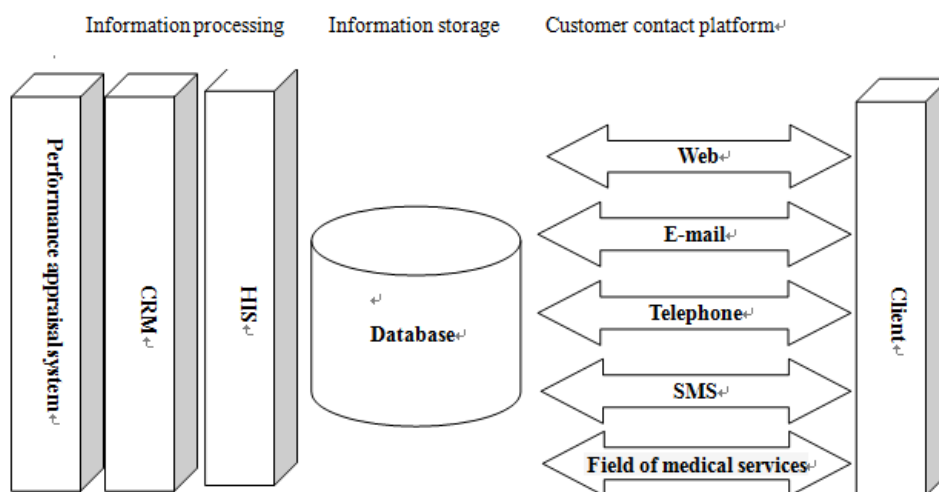 Information processing
Information storage
Customer contact platform
Performance appraisal system
CRM
HIS
Database
Web
E-mail
Telephone
SMS
Field of medical services
Client